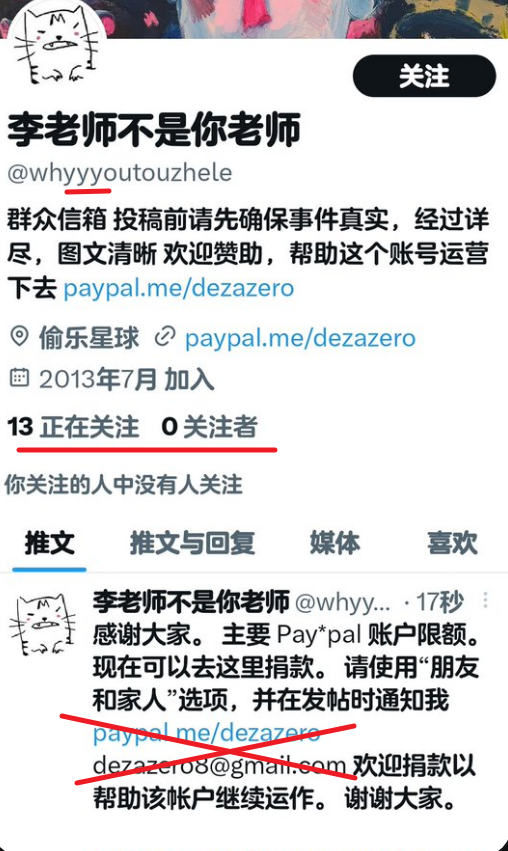 关注
李老师不是你老师
@whyyyoutouzhele
群众信箱 投稿前请先确保事件真实，经过详
尽，图文清晰 欢迎赞助，帮助这个账号运营
下去 paypal.me/dezazero
偷乐星球 paypal.me/dezazero
2013年7月 加入
13 正在关注 0 关注者
你关注的人中没有人关注
推文 推文与回复 媒体 喜欢
李老师不是你老师 @whyy... · 17秒
感谢大家。 主要 Pay*pal 账户限额。
现在可以去这里捐款。 请使用“朋友
和家人”选项，并在发帖时通知我
paypal.me/dezazero
dezazero8@gmail.com 欢迎捐款以
帮助该帐户继续运作。 谢谢大家。